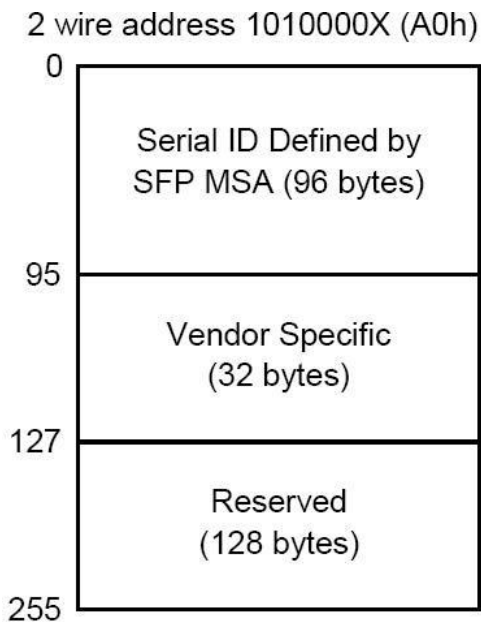 2 wire address 1010000X (A0h)
0
Serial ID Defined by
SFP MSA (96 bytes)
95
Vendor Specific
(32 bytes)
127
Reserved
(128 bytes)
255